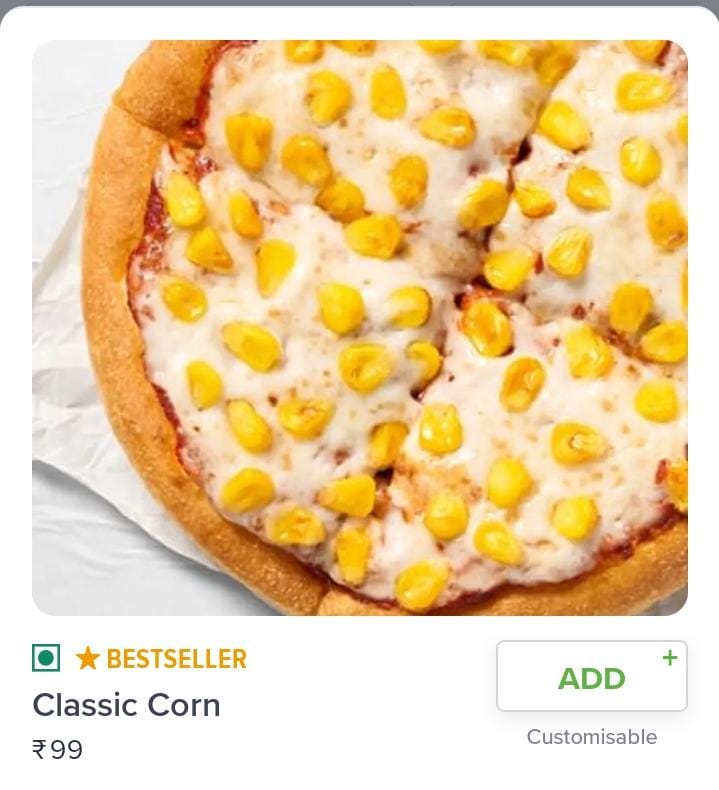 BESTSELLER
Classic Corn
₹99
ADD
+
Customisable